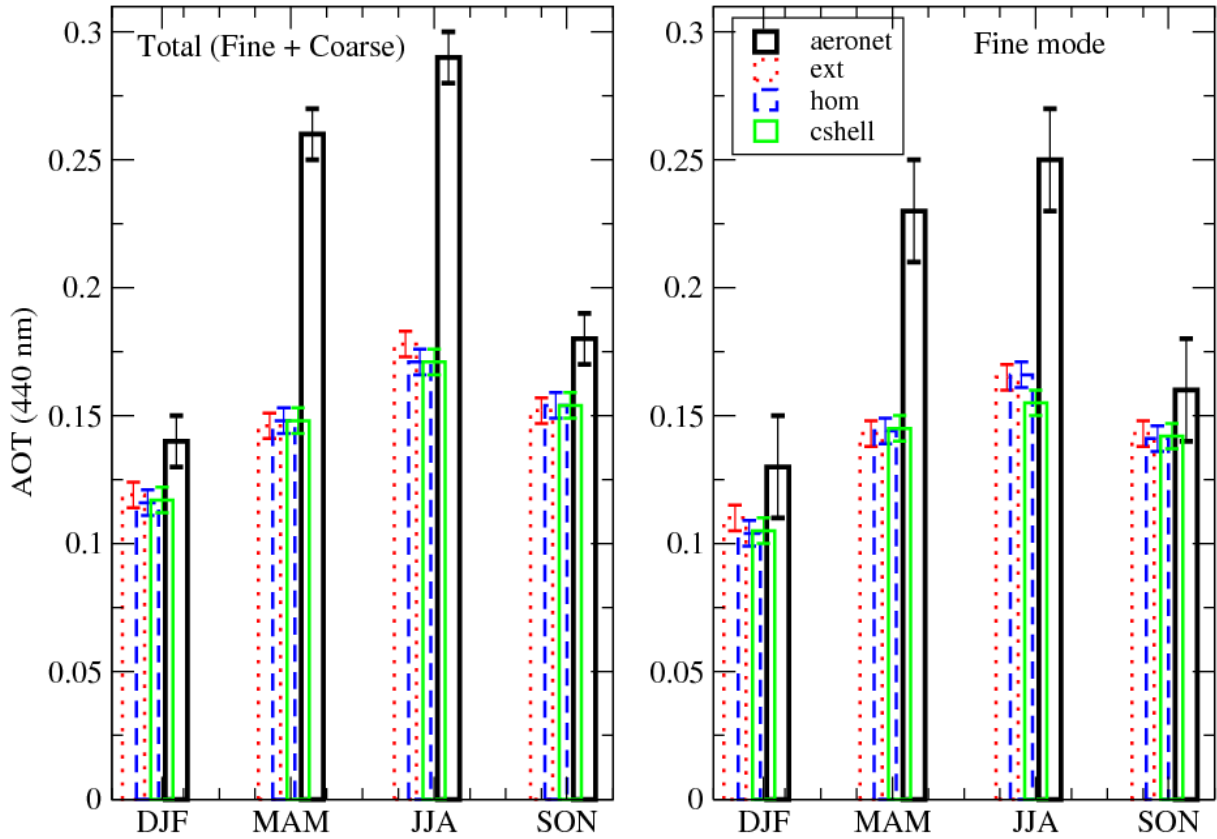 Total (Fine + Coarse)
AOT (440 nm)
0.3
0.25
0.2
0.15
0.1
0.05
0
DJF MAM JJA SON
Fine mode
aeronet
ext
hom
cshell
0.3
0.25
0.2
0.15
0.1
0.05
0
DJF MAM JJA SON